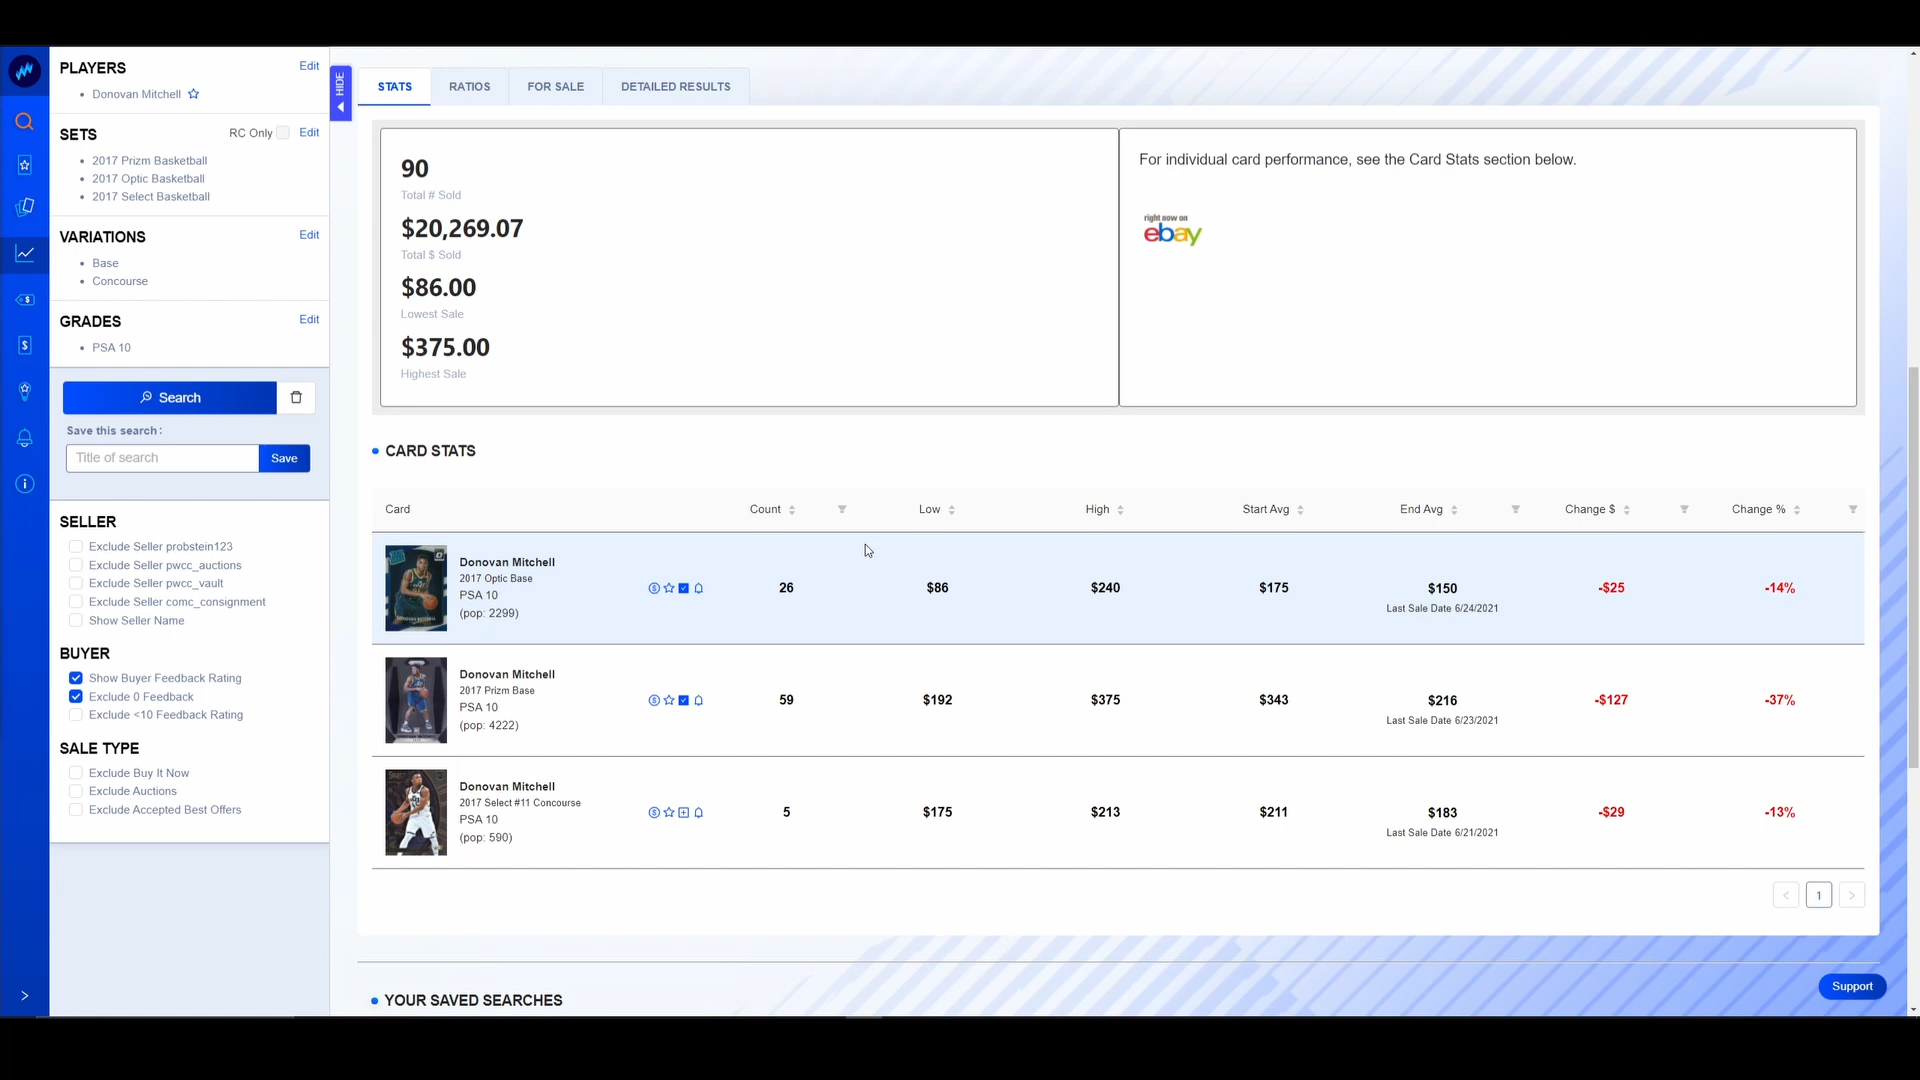 PLAYERS Edit
Donovan Mitchell
SETS RC Only Edit
2017 Prizm Basketball
2017 Optic Basketball
2017 Select Basketball
VARIATIONS Edit
Base
Concourse
GRADES Edit
PSA 10
Search
Save this search:
Title of search Save
SELLER
Exclude Seller probstein123
Exclude Seller pwcc_auctions
Exclude Seller pwcc_vault
Exclude Seller comc_consignment
Show Seller Name
BUYER
Show Buyer Feedback Rating
Exclude 0 Feedback
Exclude <10 Feedback Rating
SALE TYPE
Exclude Buy It Now
Exclude Auctions
Exclude Accepted Best Offers
HIDE
STATS RATIOS FOR SALE DETAILED RESULTS
90
Total # Sold
$20,269.07
Total $ Sold
$86.00
Lowest Sale
$375.00
Highest Sale
For individual card performance, see the Card Stats section below.
right now on
ebay
CARD STATS
Card Count Low High Start Avg End Avg Change $ Change %
Donovan Mitchell
2017 Optic Base
PSA 10
(pop: 2299)
26 $86 $240 $175 $150 -$25 -14%
Last Sale Date 6/24/2021
Donovan Mitchell
2017 Prizm Base
PSA 10
(pop: 4222)
59 $192 $375 $343 $216 -$127 -37%
Last Sale Date 6/23/2021
Donovan Mitchell
2017 Select #11 Concourse
PSA 10
(pop: 590)
5 $175 $213 $211 $183 -$29 -13%
Last Sale Date 6/21/2021
< 1 >
YOUR SAVED SEARCHES
Support